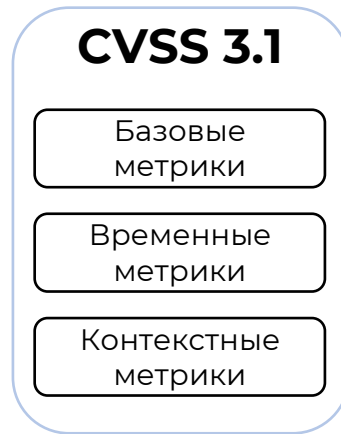 CVSS 3.1
Базовые
метрики
Временные
метрики
Контекстные
метрики